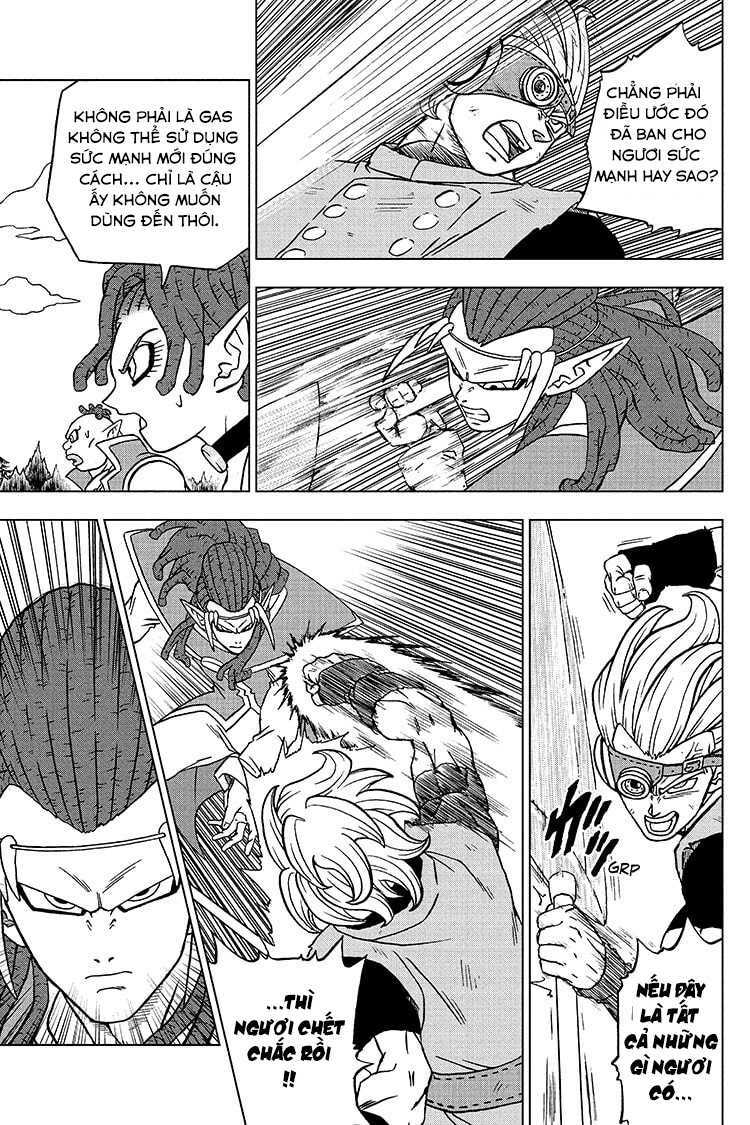 CHẲNG PHẢI
ĐIỀU ƯỚC ĐÓ
ĐÃ BAN CHO
NGƯƠI SỨC
MẠNH HAY SAO?
KHÔNG PHẢI LÀ GAS
KHÔNG THỂ SỬ DỤNG
SỨC MẠNH MỚI ĐÚNG
CÁCH... CHỈ LÀ CẬU
ẤY KHÔNG MUỐN
DÙNG ĐẾN THÔI.
ガッ
GRP
NẾU ĐÂY
LÀ TẤT
CẢ NHỮNG
GÌ NGƯƠI
CÓ...
...THÌ
NGƯƠI CHẾT
CHẮC RỒI
!!